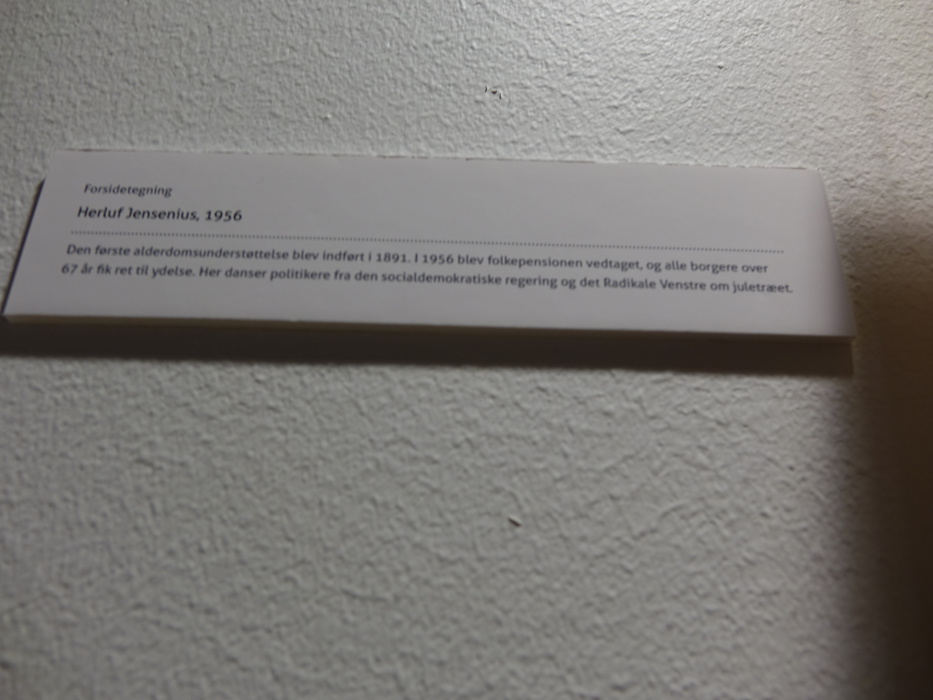 Forsidetegning
Herluf Jensenius, 1956
Den første alderdomsunderstøttelse blev indført i 1891. I 1956 blev folkepensionen vedtaget, og alle borgere over
67 år fik ret til ydelse. Her danser politikere fra den socialdemokratiske regering og det Radikale Venstre om juletræet.